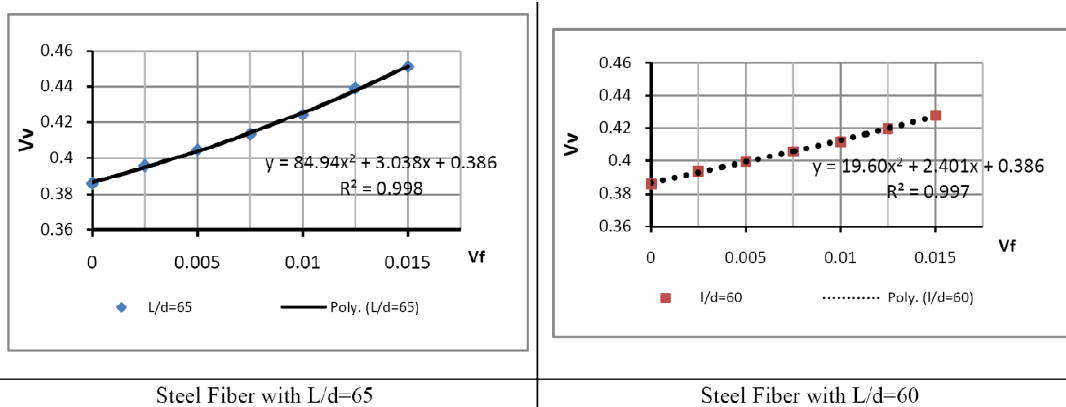 0.46
0.44
0.42
0.4
0.38
0.36
Vv
y = 84.94x² + 3.038x + 0.386
R² = 0.998
0 0.005 0.01 0.015
Vf
L/d=65 Poly. (L/d=65)
Steel Fiber with L/d=65
0.46
0.44
0.42
0.4
0.38
0.36
Vv
y = 19.60x² + 2.401x + 0.386
R² = 0.997
0 0.005 0.01 0.015
Vf
l/d=60 Poly. (l/d=60)
Steel Fiber with L/d=60